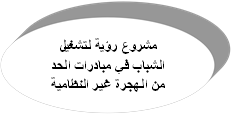 مشروع رؤية لتشغيل
الشباب في مبادرات الحد
من الهجرة غير النظامية